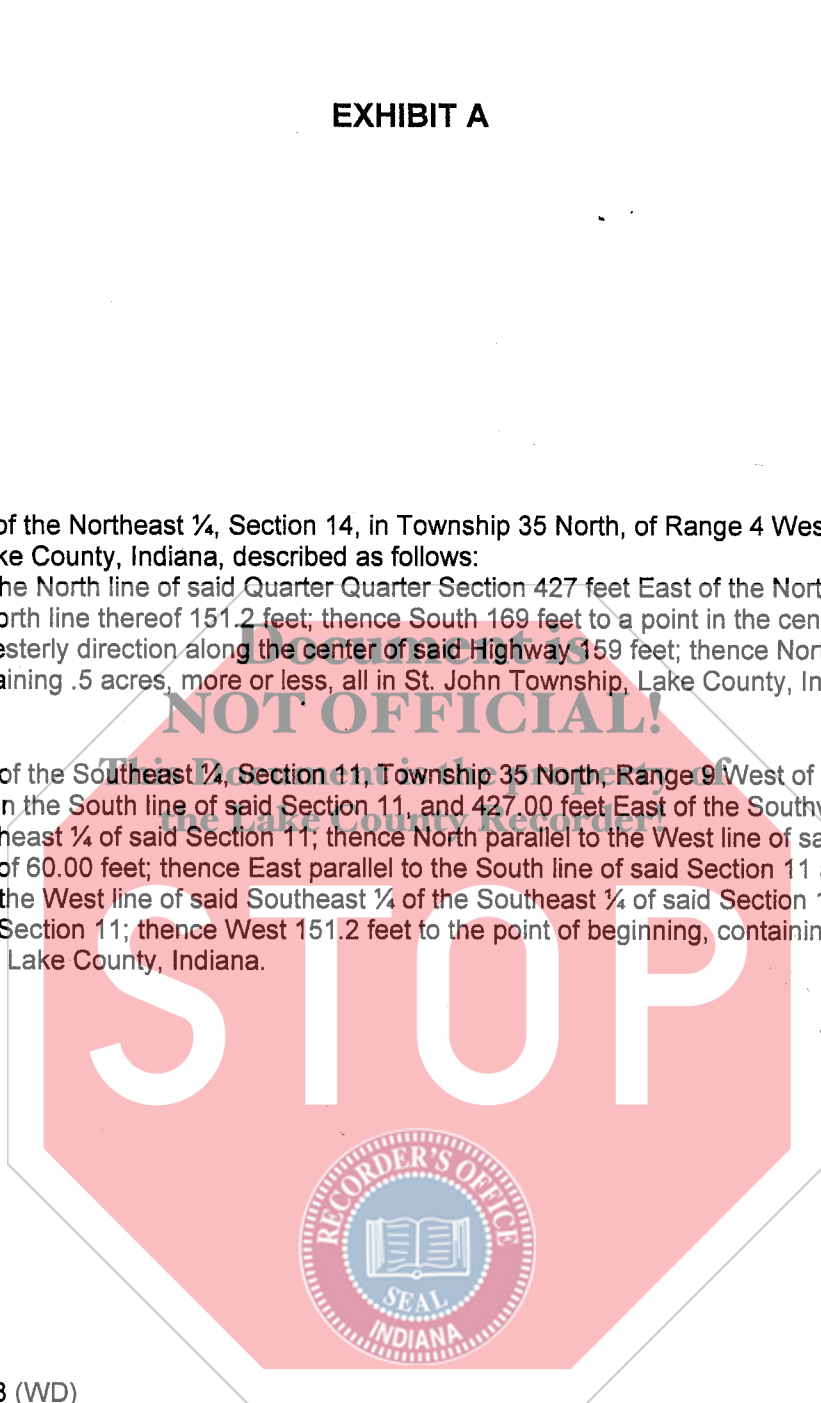 EXHIBIT A
of the Northeast ¼, Section 14, in Township 35 North, of Range 4 Wes
ke County, Indiana, described as follows:
he North line of said Quarter Quarter Section 427 feet East of the Nort
orth line thereof 151.2 feet; thence South 169 feet to a point in the cen
esterly direction along the center of said Highway 159 feet; thence Nor
aining .5 acres, more or less, all in St. John Township, Lake County, In
Document is
NOT OFFICIAL!
of the Southeast ¼, Section 11, Township 35 North, Range 9 West of
This Document is the property of
n the South line of said Section 11, and 427.00 feet East of the Southw
the Lake County Recorder!
heast ¼ of said Section 11; thence North parallel to the West line of sa
of 60.00 feet; thence East parallel to the South line of said Section 11
the West line of said Southeast ¼ of the Southeast ¼ of said Section 1
Section 11; thence West 151.2 feet to the point of beginning, containin
Lake County, Indiana.
STOP
RECORDER'S OFFICE
SEAL
INDIANA
3 (WD)